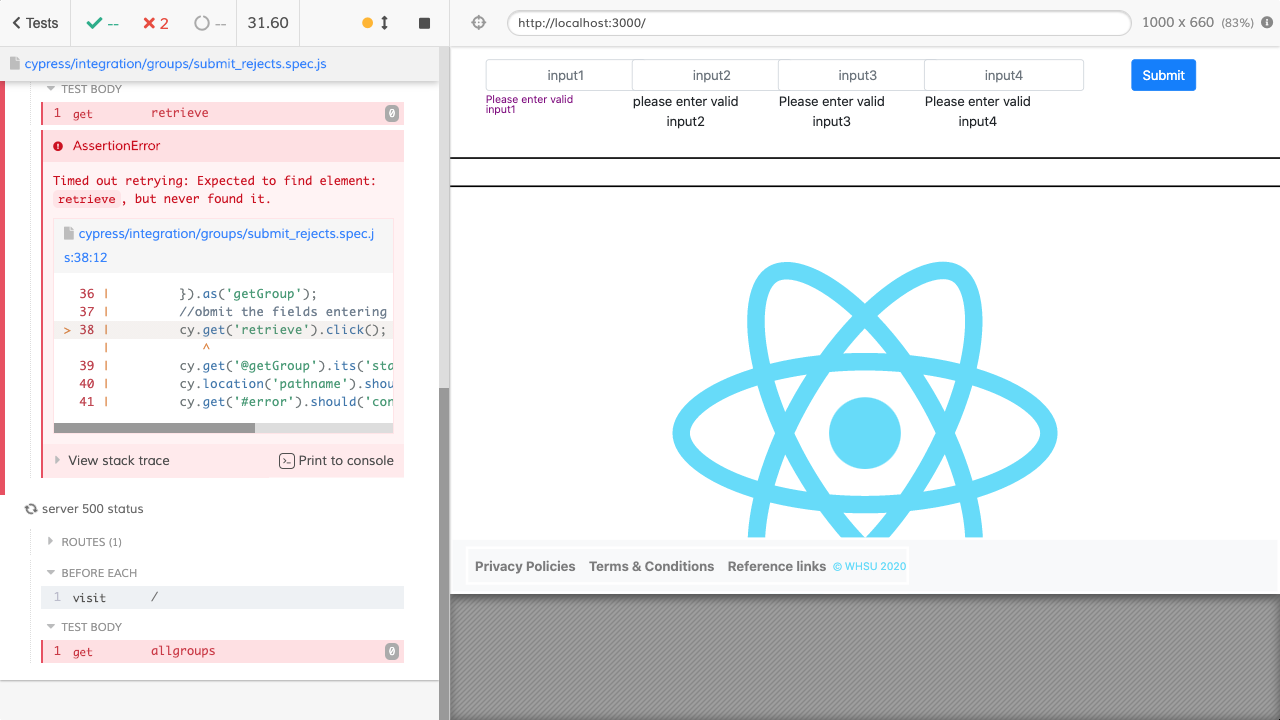 Tests
--
2
--
31.60
http://localhost:3000/
1000 x 660 (83%)
cypress/integration/groups/submit_rejects.spec.js
TEST BODY
1 get retrieve 0
AssertionError
Timed out retrying: Expected to find element:
retrieve, but never found it.
cypress/integration/groups/submit_rejects.spec.j
s:38:12
36 | }).as('getGroup');
37 | //obmit the fields entering
> 38 | cy.get('retrieve').click();
| ^
39 | cy.get('@getGroup').its('sta
40 | cy.location('pathname').shou
41 | cy.get('#error').should('con
View stack trace
Print to console
server 500 status
ROUTES (1)
BEFORE EACH
1 visit /
TEST BODY
1 get allgroups 0
input1 input2 input3 input4 Submit
Please enter valid
input1
please enter valid
input2
Please enter valid
input3
Please enter valid
input4
Privacy Policies Terms & Conditions Reference links © WHSU 2020